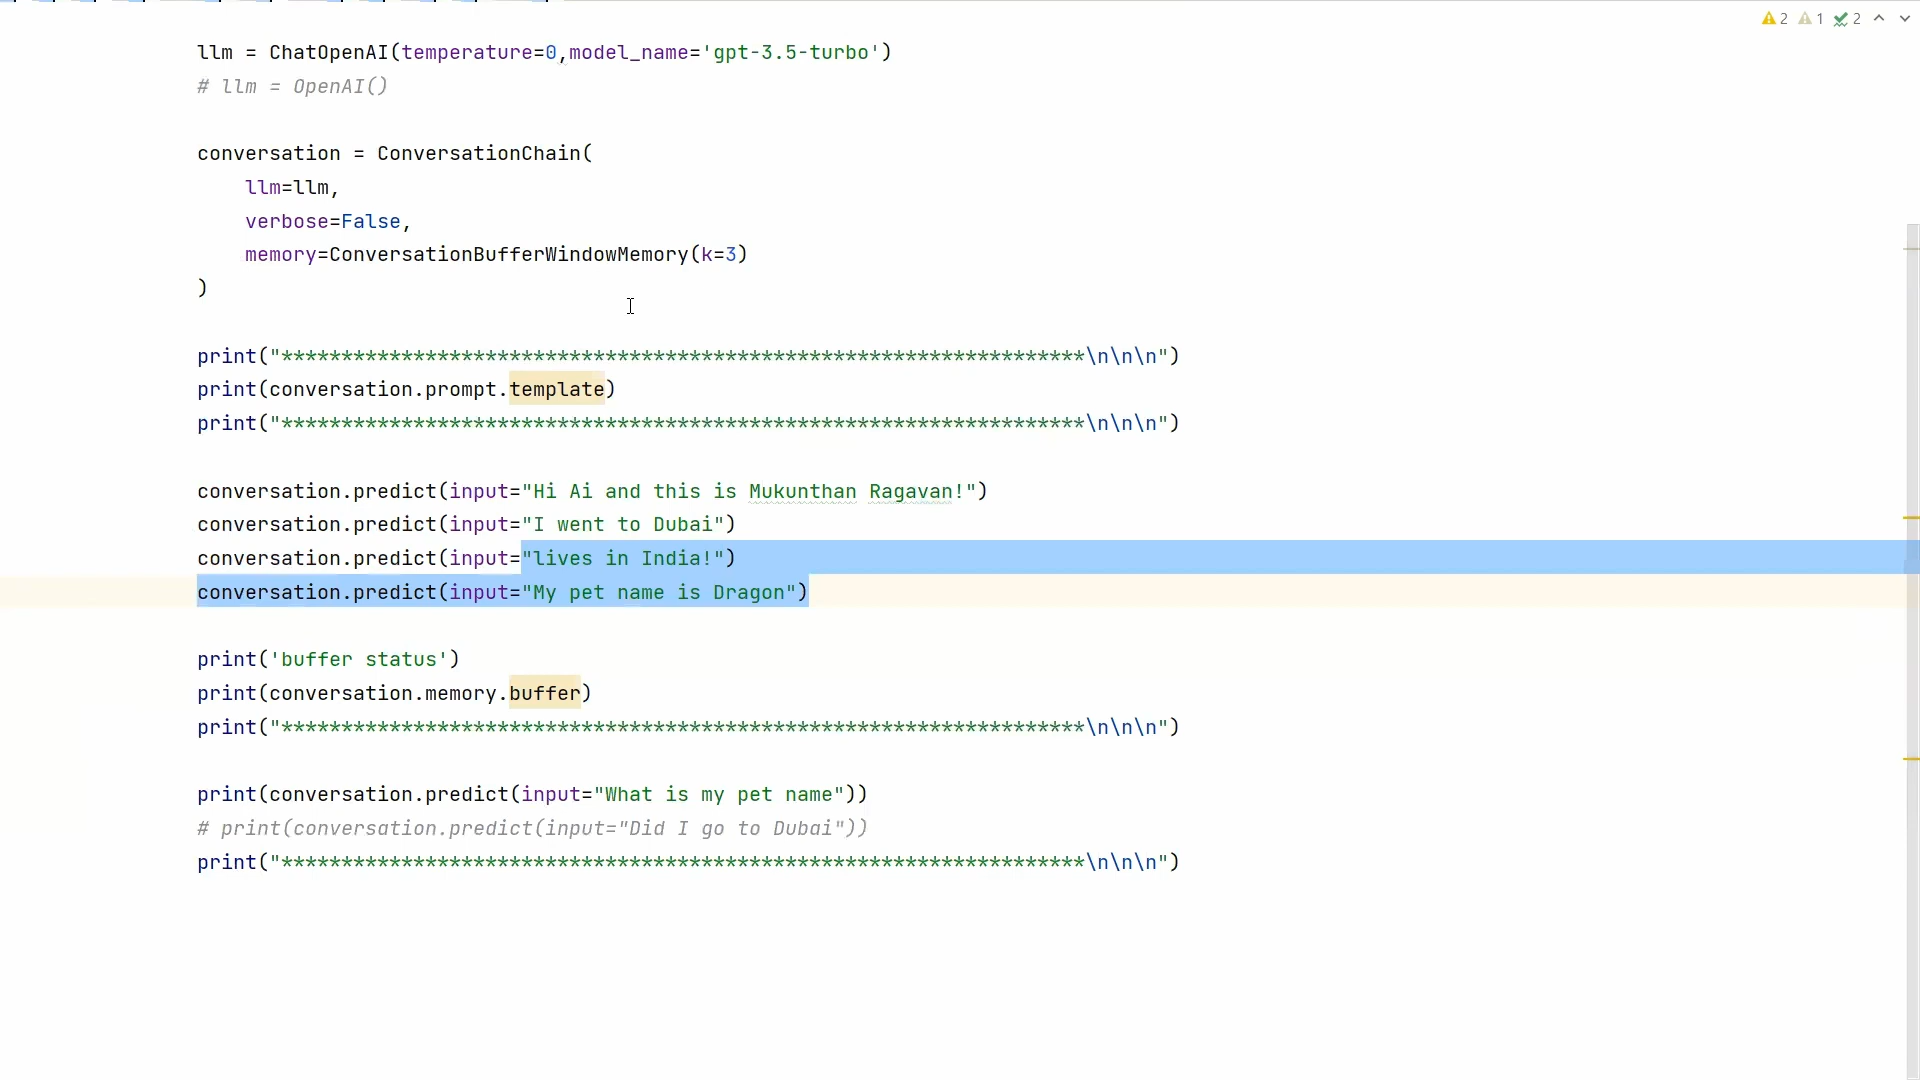 2 1 2
llm = ChatOpenAI(temperature=0,model_name='gpt-3.5-turbo')
# llm = OpenAI()
conversation = ConversationChain(
    llm=llm,
    verbose=False,
    memory=ConversationBufferWindowMemory(k=3)
)
print("*******************************************************************\n\n\n")
print(conversation.prompt.template)
print("*******************************************************************\n\n\n")
conversation.predict(input="Hi Ai and this is Mukunthan Ragavan!")
conversation.predict(input="I went to Dubai")
conversation.predict(input="lives in India!")
conversation.predict(input="My pet name is Dragon")
print('buffer status')
print(conversation.memory.buffer)
print("*******************************************************************\n\n\n")
print(conversation.predict(input="What is my pet name"))
# print(conversation.predict(input="Did I go to Dubai"))
print("*******************************************************************\n\n\n")